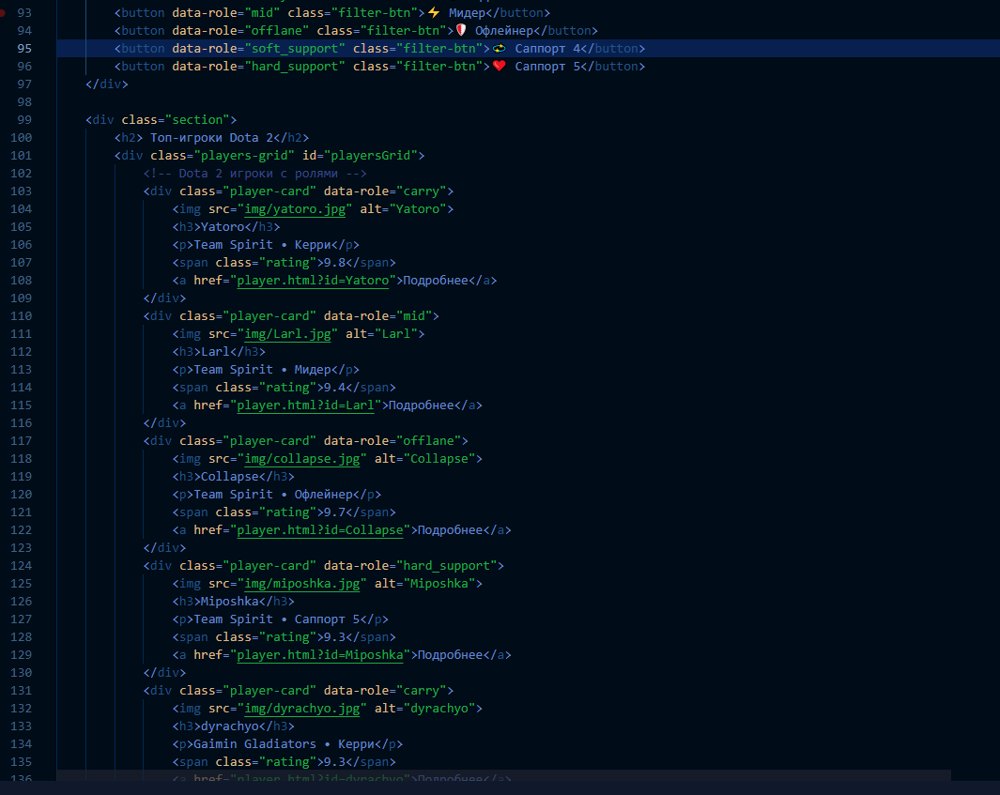 93 <button data-role="mid" class="filter-btn">⚡ Мидер</button>
94 <button data-role="offlane" class="filter-btn">🛡 Офлейнер</button>
95 <button data-role="soft_support" class="filter-btn">💫 Саппорт 4</button>
96 <button data-role="hard_support" class="filter-btn">❤ Саппорт 5</button>
97 </div>
98
99 <div class="section">
100 <h2> Топ-игроки Dota 2</h2>
101 <div class="players-grid" id="playersGrid">
102 <!-- Dota 2 игроки с ролями -->
103 <div class="player-card" data-role="carry">
104 <img src="img/yatoro.jpg" alt="Yatoro">
105 <h3>Yatoro</h3>
106 <p>Team Spirit • Керри</p>
107 <span class="rating">9.8</span>
108 <a href="player.html?id=Yatoro">Подробнее</a>
109 </div>
110 <div class="player-card" data-role="mid">
111 <img src="img/Larl.jpg" alt="Larl">
112 <h3>Larl</h3>
113 <p>Team Spirit • Мидер</p>
114 <span class="rating">9.4</span>
115 <a href="player.html?id=Larl">Подробнее</a>
116 </div>
117 <div class="player-card" data-role="offlane">
118 <img src="img/collapse.jpg" alt="Collapse">
119 <h3>Collapse</h3>
120 <p>Team Spirit • Офлейнер</p>
121 <span class="rating">9.7</span>
122 <a href="player.html?id=Collapse">Подробнее</a>
123 </div>
124 <div class="player-card" data-role="hard_support">
125 <img src="img/miposhka.jpg" alt="Miposhka">
126 <h3>Miposhka</h3>
127 <p>Team Spirit • Саппорт 5</p>
128 <span class="rating">9.3</span>
129 <a href="player.html?id=Miposhka">Подробнее</a>
130 </div>
131 <div class="player-card" data-role="carry">
132 <img src="img/dyrachyo.jpg" alt="dyrachyo">
133 <h3>dyrachyo</h3>
134 <p>Gaimin Gladiators • Керри</p>
135 <span class="rating">9.3</span>
136 <a href="player.html?id=dyrachyo">Подробнее</a>